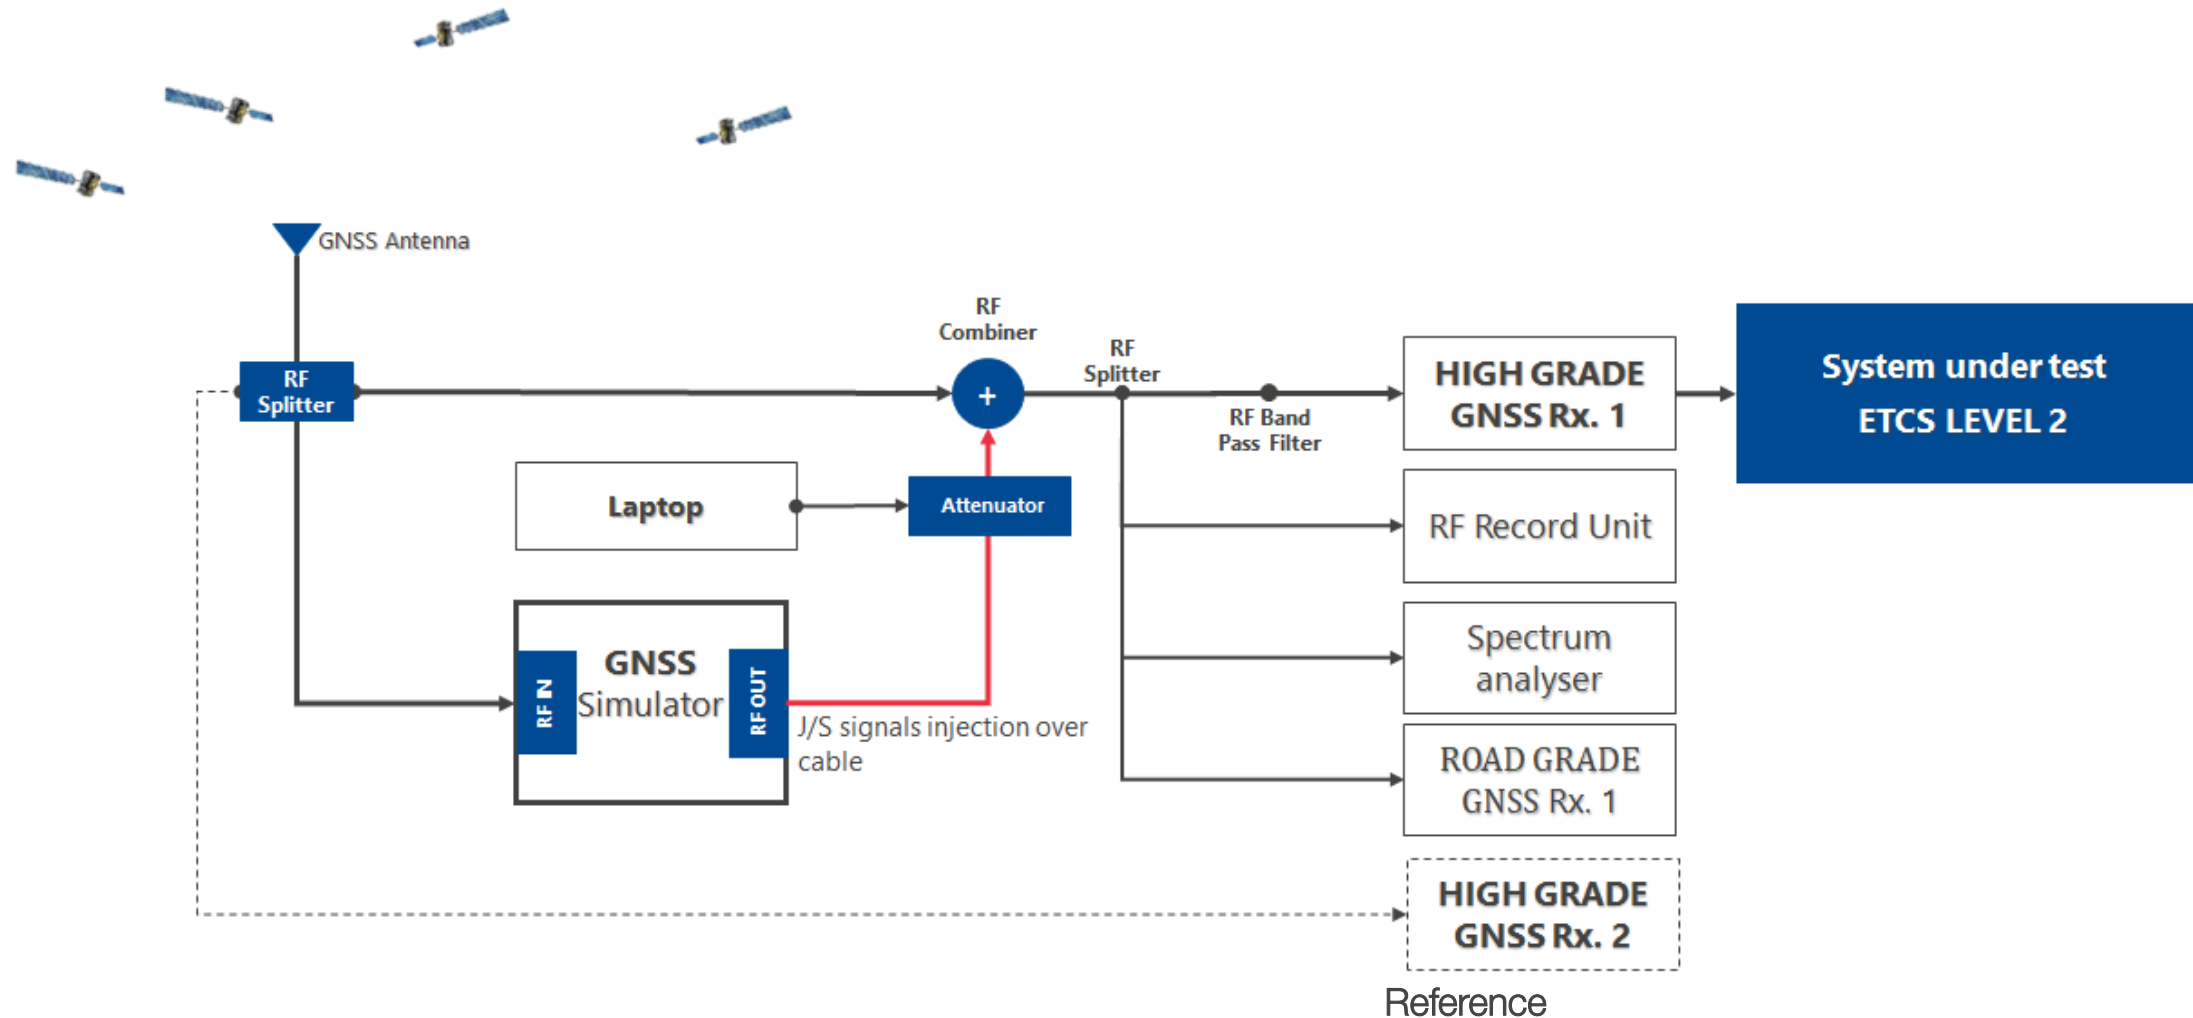 GNSS Antenna
RF
Splitter
RF
Combiner
+
RF
Splitter
RF Band
Pass Filter
HIGH GRADE
GNSS Rx. 1
System under test
ETCS LEVEL 2
Laptop
Attenuator
RF Record Unit
GNSS
Simulator
RF IN
RF OUT
J/S signals injection over
cable
Spectrum
analyser
ROAD GRADE
GNSS Rx. 1
HIGH GRADE
GNSS Rx. 2
Reference